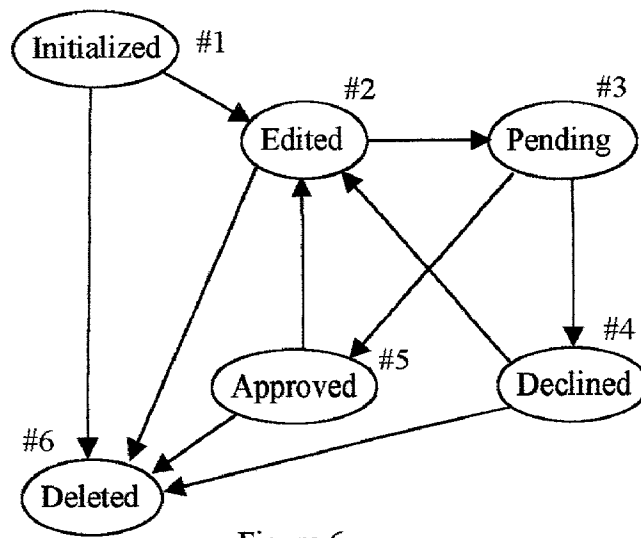 Initialized #1
#2
#3
Edited
Pending
#4
#5
Approved
Declined
#6
Deleted